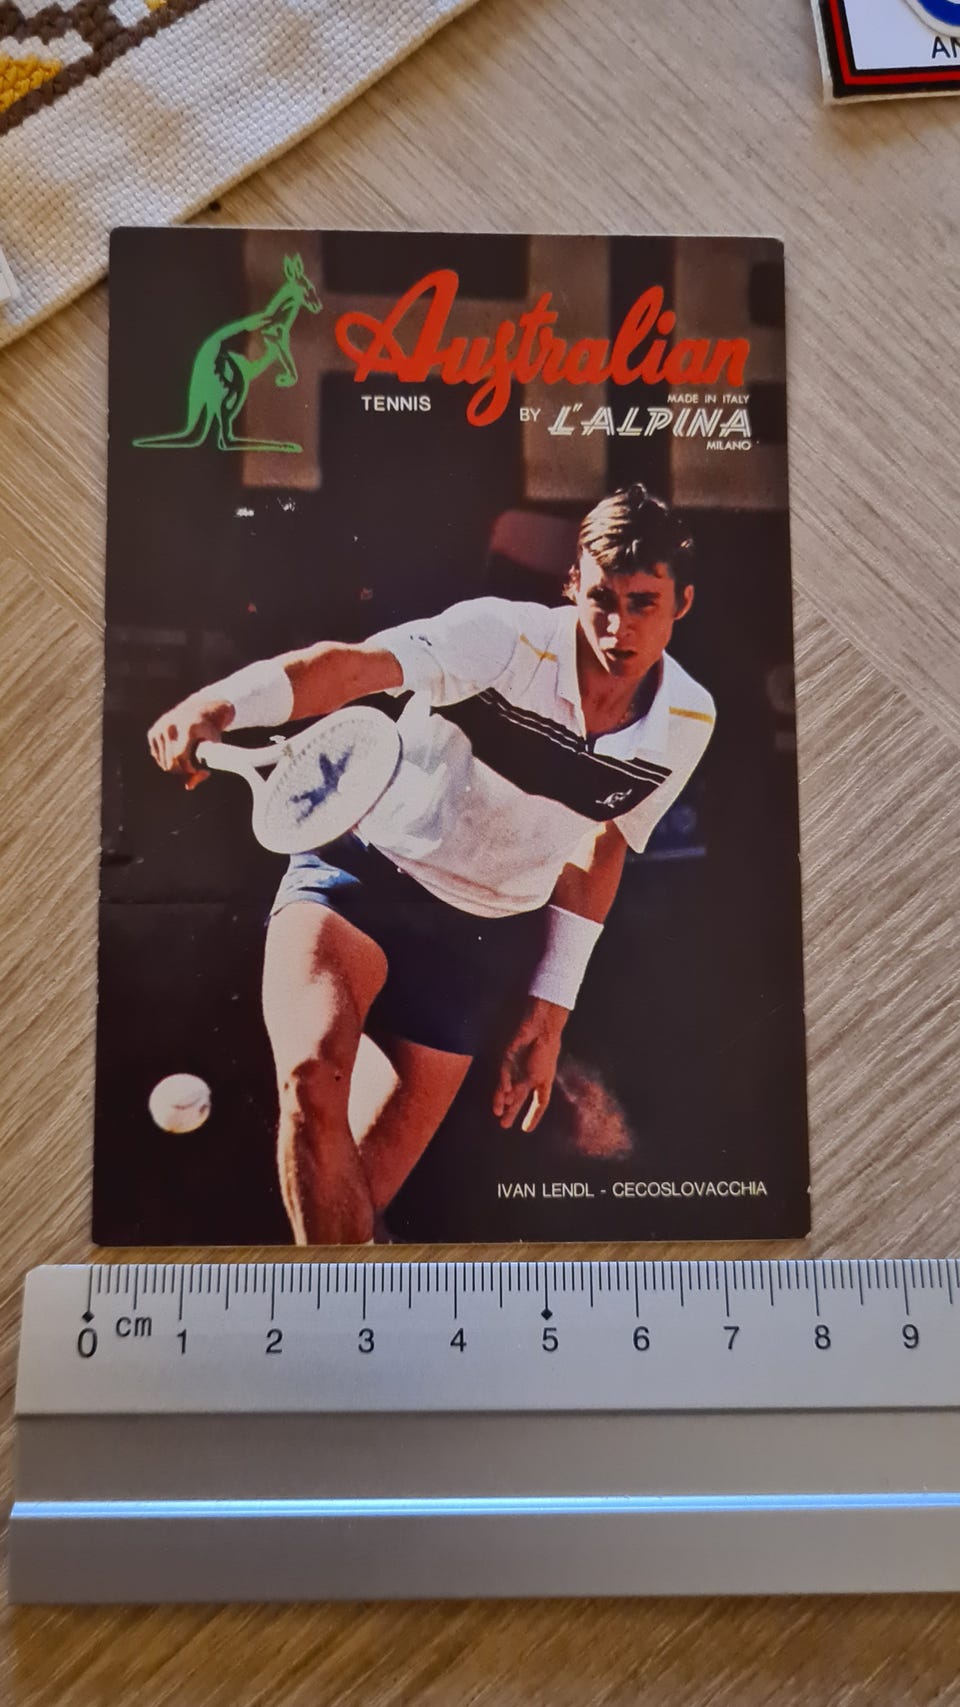 AN
Australian
TENNIS
MADE IN ITALY
BY L'ALPINA
MILANO
IVAN LENDL - CECOSLOVACCHIA
0 cm 1 2 3 4 5 6 7 8 9